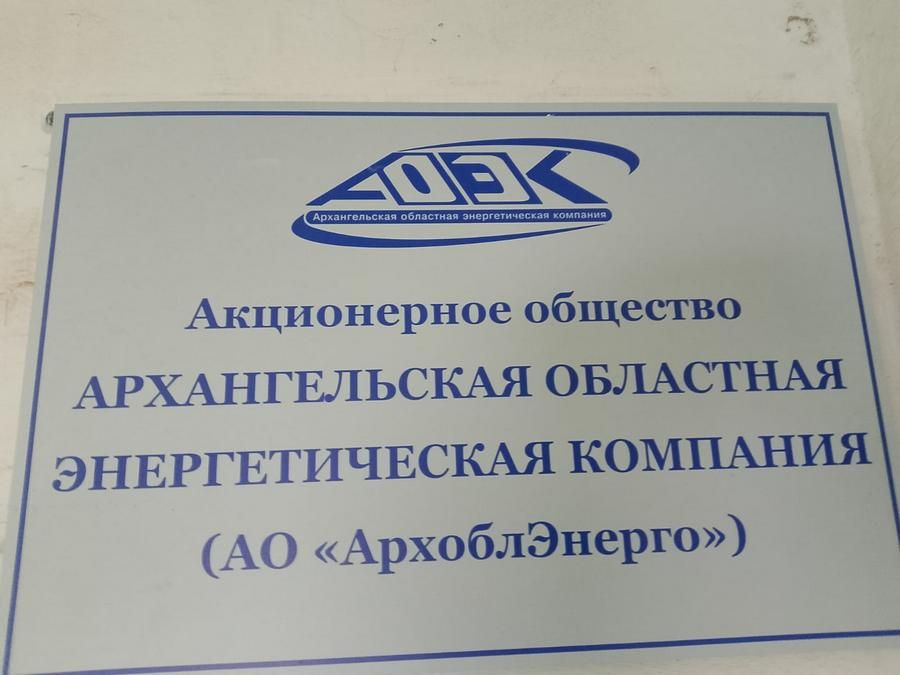 АОЭК
Архангельская областная энергетическая компания
Акционерное общество
АРХАНГЕЛЬСКАЯ ОБЛАСТНАЯ
ЭНЕРГЕТИЧЕСКАЯ КОМПАНИЯ
(АО «АрхоблЭнерго»)